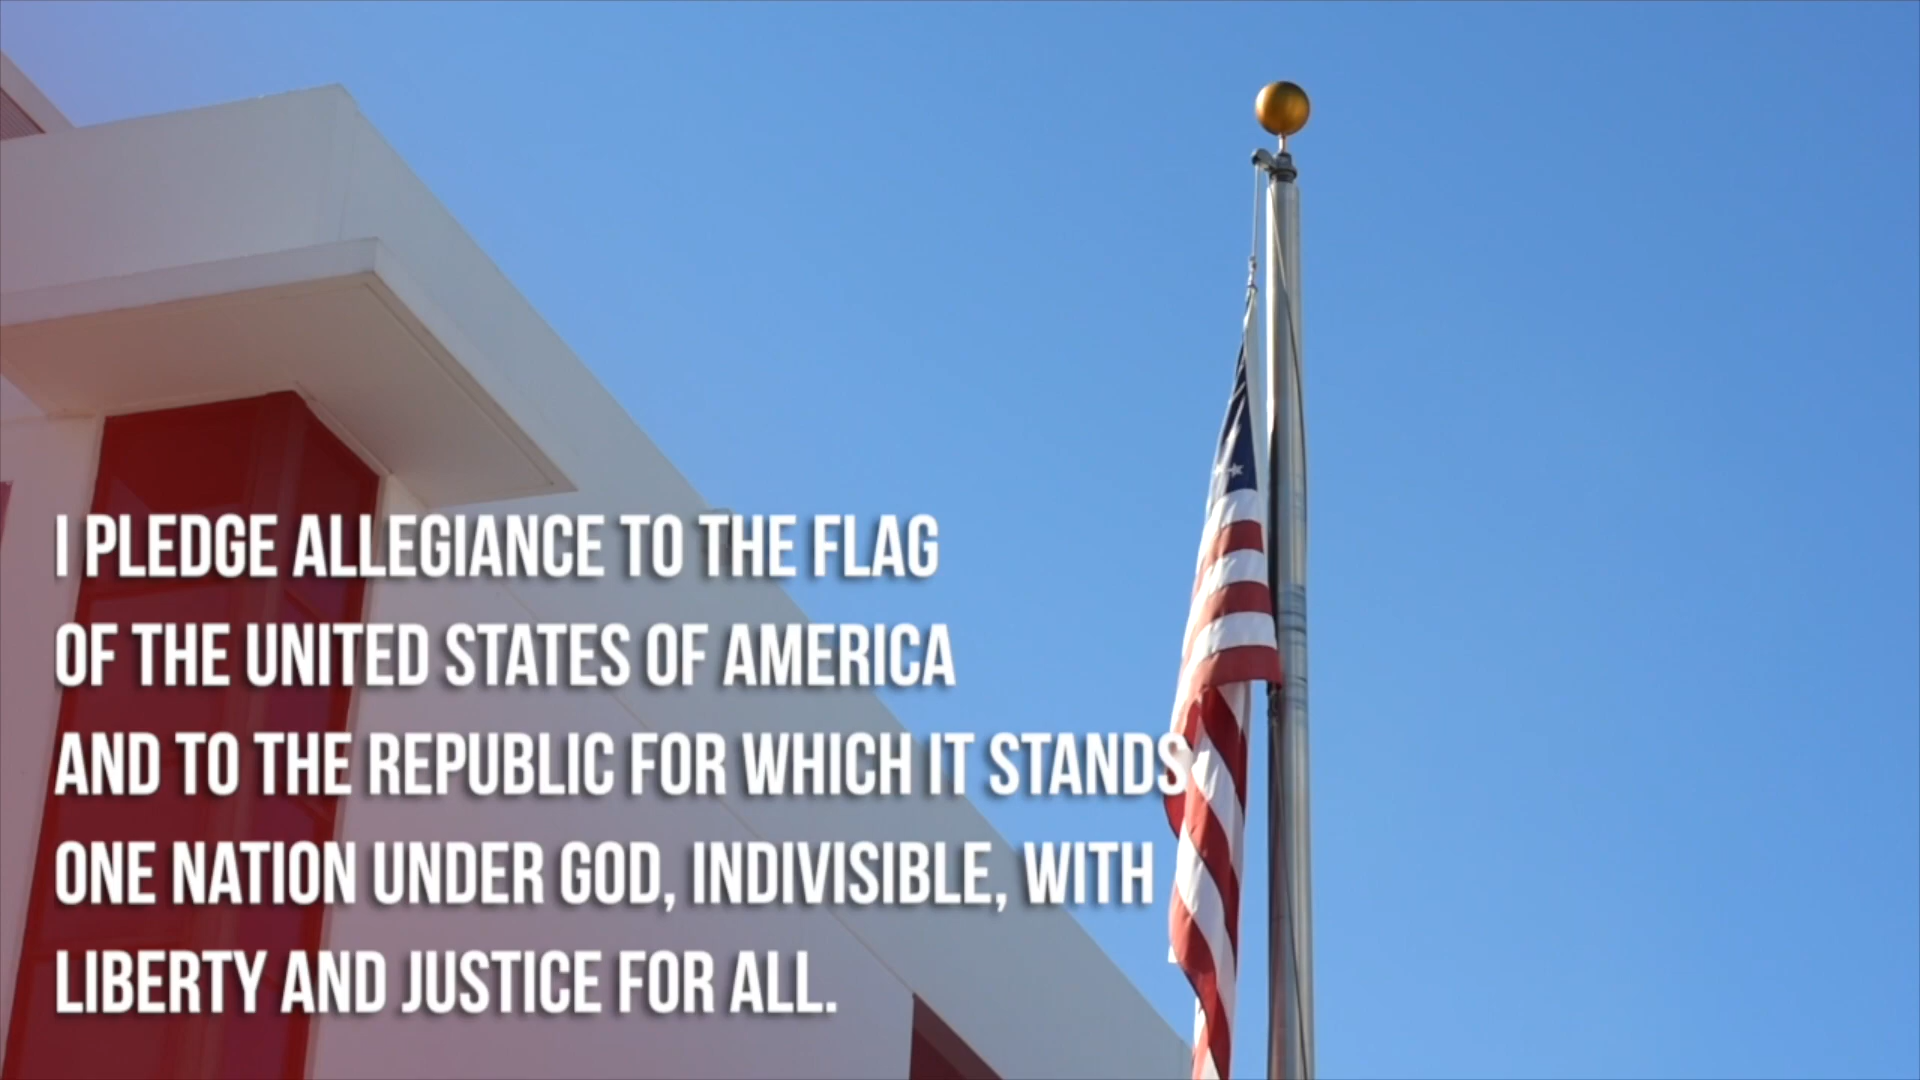 I PLEDGE ALLEGIANCE TO THE FLAG
OF THE UNITED STATES OF AMERICA
AND TO THE REPUBLIC FOR WHICH IT STANDS
ONE NATION UNDER GOD, INDIVISIBLE, WITH
LIBERTY AND JUSTICE FOR ALL.